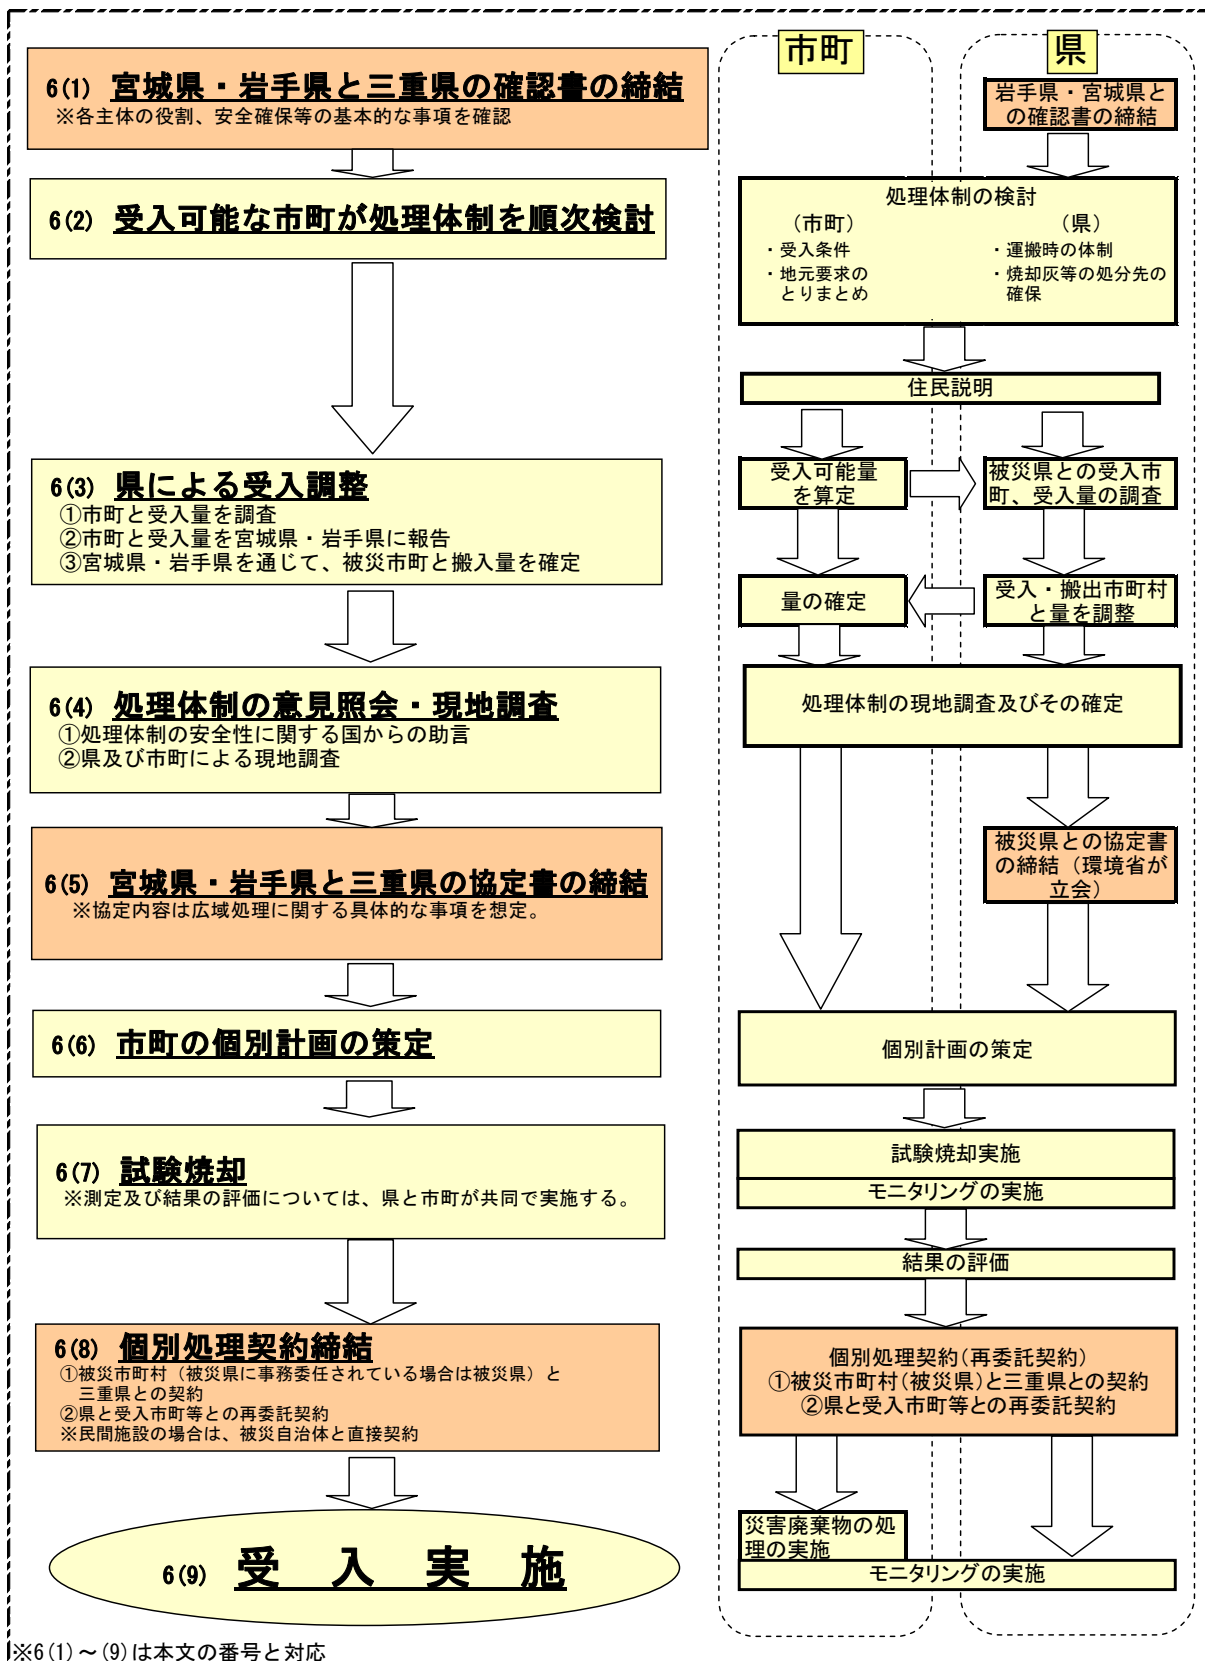 6(1) 宮城県・岩手県と三重県の確認書の締結
※各主体の役割、安全確保等の基本的な事項を確認
6(2) 受入可能な市町が処理体制を順次検討
6(3) 県による受入調整
①市町と受入量を調査
②市町と受入量を宮城県・岩手県に報告
③宮城県・岩手県を通じて、被災市町と搬入量を確定
6(4) 処理体制の意見照会・現地調査
①処理体制の安全性に関する国からの助言
②県及び市町による現地調査
6(5) 宮城県・岩手県と三重県の協定書の締結
※協定内容は広域処理に関する具体的な事項を想定。
6(6) 市町の個別計画の策定
6(7) 試験焼却
※測定及び結果の評価については、県と市町が共同で実施する。
6(8) 個別処理契約締結
①被災市町村（被災県に事務委任されている場合は被災県）と
三重県との契約
②県と受入市町等との再委託契約
※民間施設の場合は、被災自治体と直接契約
6(9) 受 入 実 施
※6(1)～(9)は本文の番号と対応
市町
県
岩手県・宮城県と
の確認書の締結
処理体制の検討
（市町）
・受入条件
・地元要求の
とりまとめ
（県）
・運搬時の体制
・焼却灰等の処分先の
確保
住民説明
受入可能量
を算定
被災県との受入市
町、受入量の調査
量の確定
受入・搬出市町村
と量を調整
処理体制の現地調査及びその確定
被災県との協定書
の締結（環境省が
立会）
個別計画の策定
試験焼却実施
モニタリングの実施
結果の評価
個別処理契約(再委託契約)
①被災市町村(被災県)と三重県との契約
②県と受入市町等との再委託契約
災害廃棄物の処
理の実施
モニタリングの実施